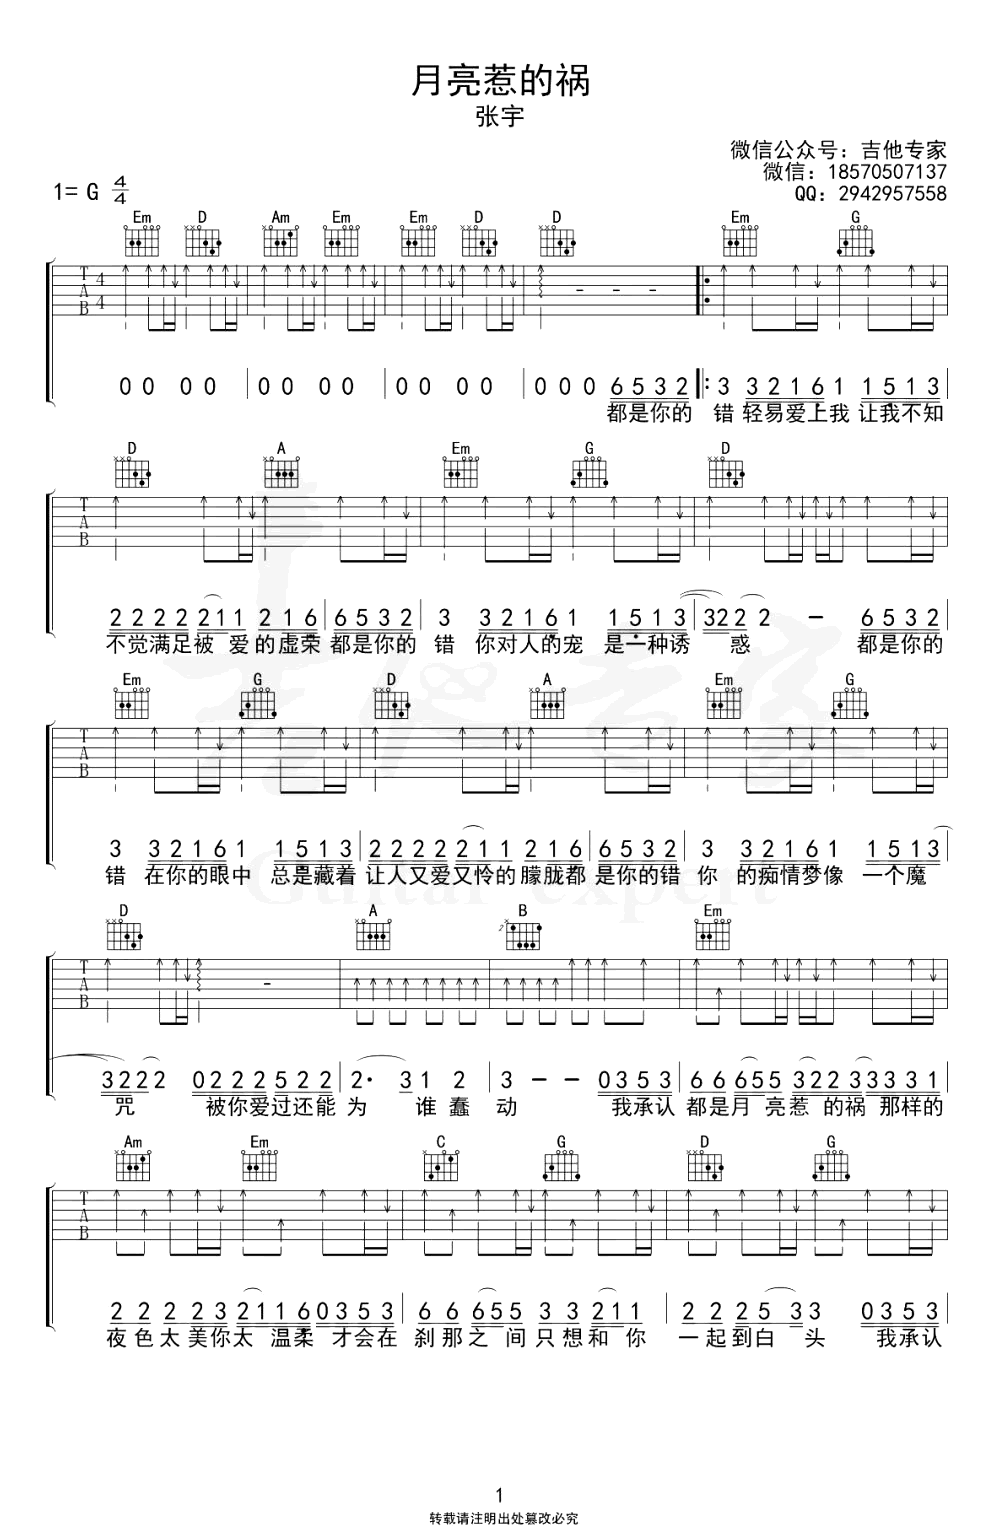 月亮惹的祸
张宇
微信公众号：吉他专家
微信：18570507137
QQ：2942957558
1= G 4/4
Em D Am Em Em D D Em G
T A B 4 4
0 0 0 0 0 0 0 0 0 0 0 0 0 0 0 6 5 3 2 3 3 2 1 6 1 1 5 1 3
都是你的 错 轻易爱上我 让我不知
D A Em G D
T A B
2 2 2 2 2 1 1 2 1 6 6 5 3 2 3 3 2 1 6 1 1 5 1 3 3 2 2 2 — 6 5 3 2
不觉满足被 爱的虚荣 都是你的 错 你对人的宠 是一种诱 惑 都是你的
Em G D A Em G
T A B
3 3 2 1 6 1 1 5 1 3 2 2 2 2 2 1 1 2 1 6 6 5 3 2 3 3 2 1 6 1 1 5 1 3
错 在你的眼中 总是藏着 让人又爱又怜的 朦胧都 是你的错 你 的痴情梦像 一个魔
Guitar expert
D A B Em
2
T A B
3 2 2 2 0 2 2 2 5 2 2 2· 3 1 2 3 — — 0 3 5 3 6 6 6 5 5 3 2 2 3 3 3 3 1
咒 被你爱过还能 为 谁 蠢 动 我承认 都是月 亮惹 的祸 那样的
Am Em C G D G
T A B
2 2 2 2 3 2 1 1 6 0 3 5 3 6 6 6 5 5 3 3 2 1 1 2 2 2 5 3 3 0 3 5 3
夜色太美你太 温柔 才会在 刹那之 间只想和 你 一起到白 头 我承认
1
转载请注明出处篡改必究